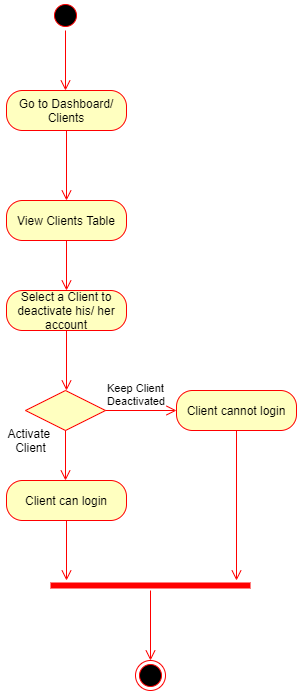 Go to Dashboard/
Clients
View Clients Table
Select a Client to
deactivate his/ her
account
Keep Client
Deactivated
Client cannot login
Activate
Client
Client can login